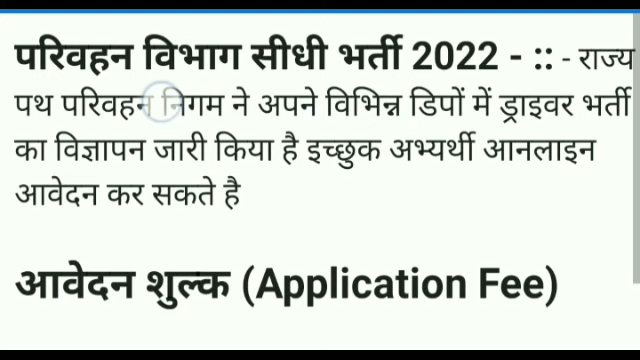 परिवहन विभाग सीधी भर्ती 2022 - :: - राज्य
पथ परिवहन निगम ने अपने विभिन्न डिपों में ड्राइवर भर्ती
का विज्ञापन जारी किया है इच्छुक अभ्यर्थी आनलाइन
आवेदन कर सकते है
आवेदन शुल्क (Application Fee)